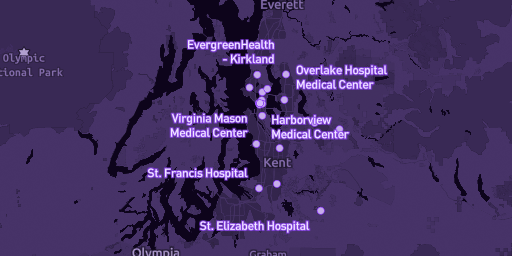 Everett
EvergreenHealth
- Kirkland
Olympic
cional Park
Overlake Hospital
Medical Center
Virginia Mason
Medical Center
Harborview
Medical Center
Kent
St. Francis Hospital
St. Elizabeth Hospital
Olympia
Graham